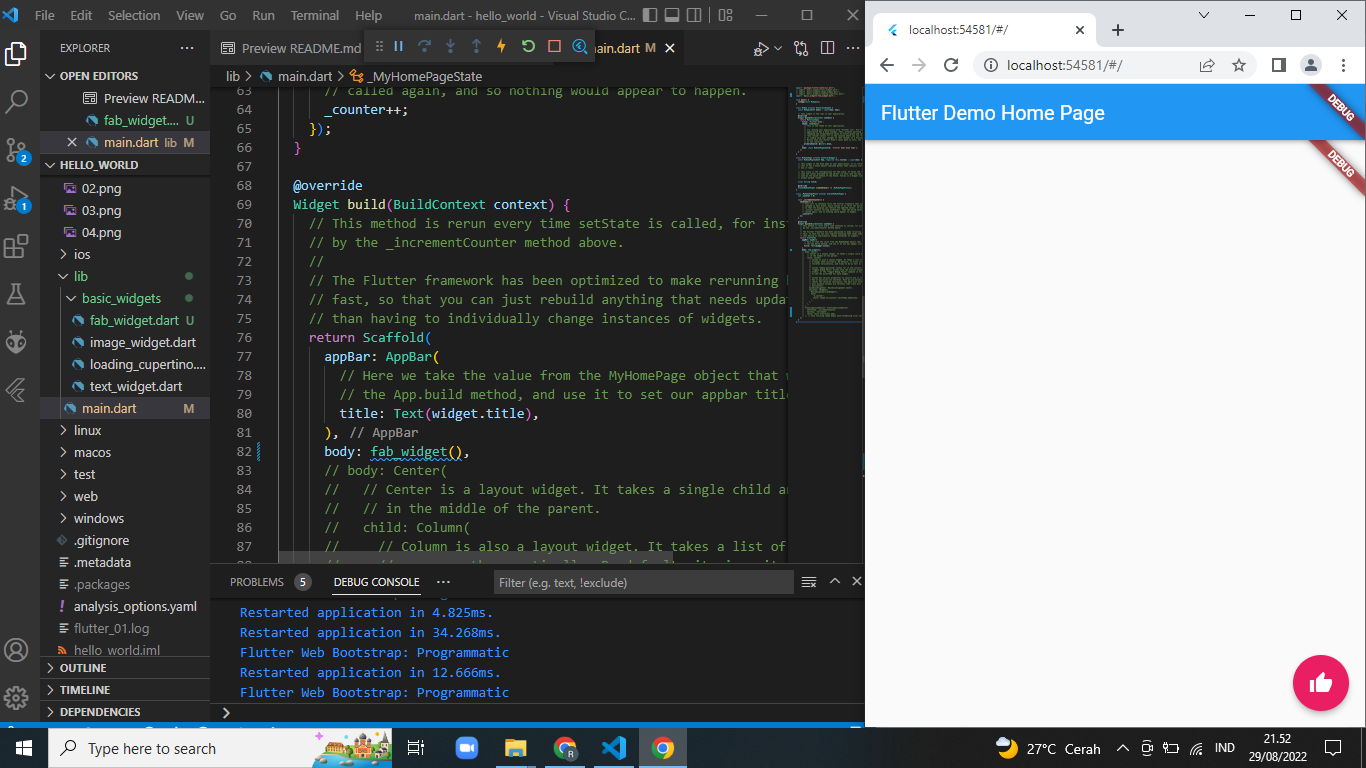 File Edit Selection View Go Run Terminal Help main.dart - hello_world - Visual Studio C...
EXPLORER
OPEN EDITORS
Preview READM...
fab_widget.... U
main.dart lib M
HELLO_WORLD
02.png
03.png
04.png
ios
lib
basic_widgets
fab_widget.dart U
image_widget.dart
loading_cupertino....
text_widget.dart
main.dart M
linux
macos
test
web
windows
.gitignore
.metadata
.packages
analysis_options.yaml
flutter_01.log
hello_world.iml
OUTLINE
TIMELINE
DEPENDENCIES
2
1
Preview README.md
main.dart M
lib > main.dart > _MyHomePageState
63 // called again, and so nothing would appear to happen.
64 _counter++;
65 });
66 }
67
68 @override
69 Widget build(BuildContext context) {
70 // This method is rerun every time setState is called, for inst
71 // by the _incrementCounter method above.
72 //
73 // The Flutter framework has been optimized to make rerunning
74 // fast, so that you can just rebuild anything that needs upda
75 // than having to individually change instances of widgets.
76 return Scaffold(
77 appBar: AppBar(
78 // Here we take the value from the MyHomePage object that
79 // the App.build method, and use it to set our appbar title
80 title: Text(widget.title),
81 ), // AppBar
82 body: fab_widget(),
83 // body: Center(
84 // // Center is a layout widget. It takes a single child a
85 // // in the middle of the parent.
86 // child: Column(
87 // // Column is also a layout widget. It takes a list of
PROBLEMS 5 DEBUG CONSOLE ... Filter (e.g. text, !exclude)
Restarted application in 4.825ms.
Restarted application in 34.268ms.
Flutter Web Bootstrap: Programmatic
Restarted application in 12.666ms.
Flutter Web Bootstrap: Programmatic
localhost:54581/#/
localhost:54581/#/
Flutter Demo Home Page
DEBUG
DEBUG
Type here to search
R
27°C Cerah
IND
21.52
29/08/2022